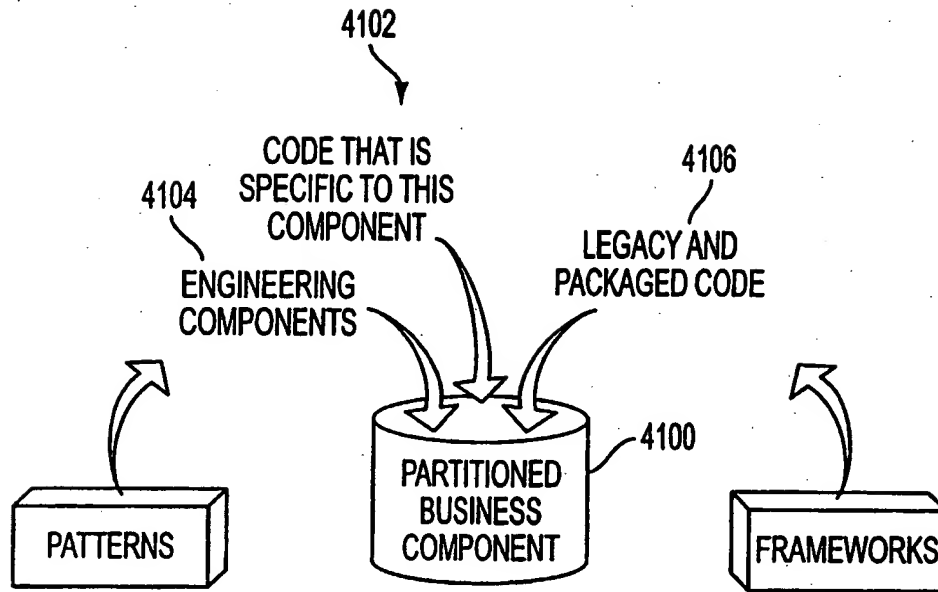 4102
CODE THAT IS
SPECIFIC TO THIS
COMPONENT
4106
LEGACY AND
PACKAGED CODE
4104
ENGINEERING
COMPONENTS
4100
PARTITIONED
BUSINESS
COMPONENT
PATTERNS
FRAMEWORKS